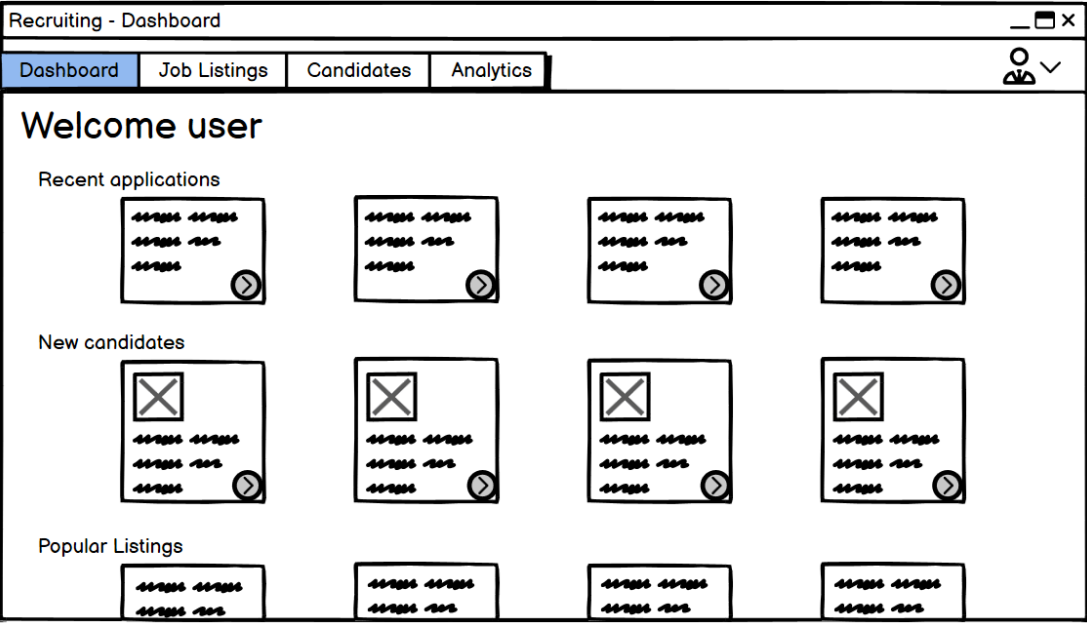 Recruiting - Dashboard
Dashboard
Job Listings
Candidates
Analytics
Welcome user
Recent applications
New candidates
Popular Listings